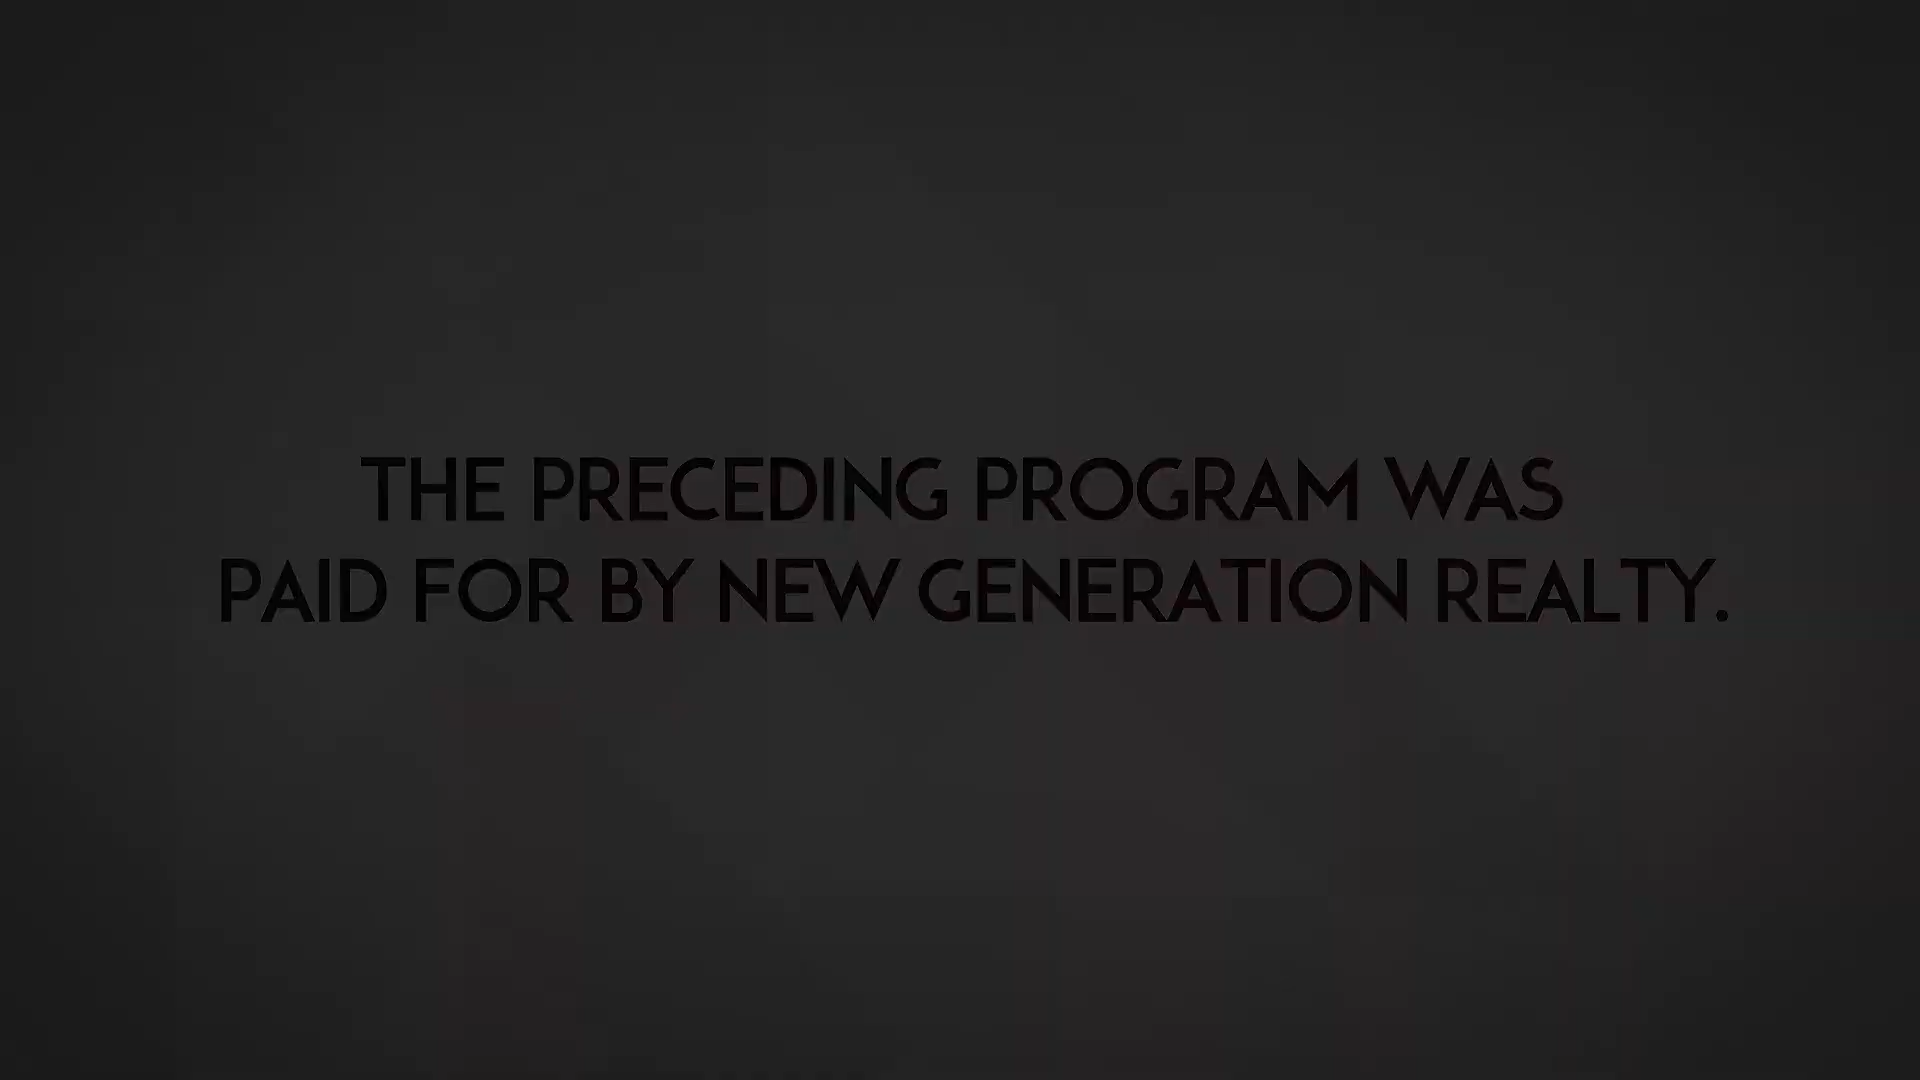 THE PRECEDING PROGRAM WAS
PAID FOR BY NEW GENERATION REALTY.